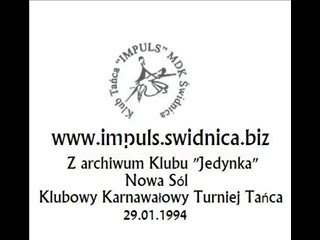 Klub Tańca "IMPULS" MDK Świdnica
www.impuls.swidnica.biz
Z archiwum Klubu "Jedynka"
Nowa Sól
Klubowy Karnawałowy Turniej Tańca
29.01.1994